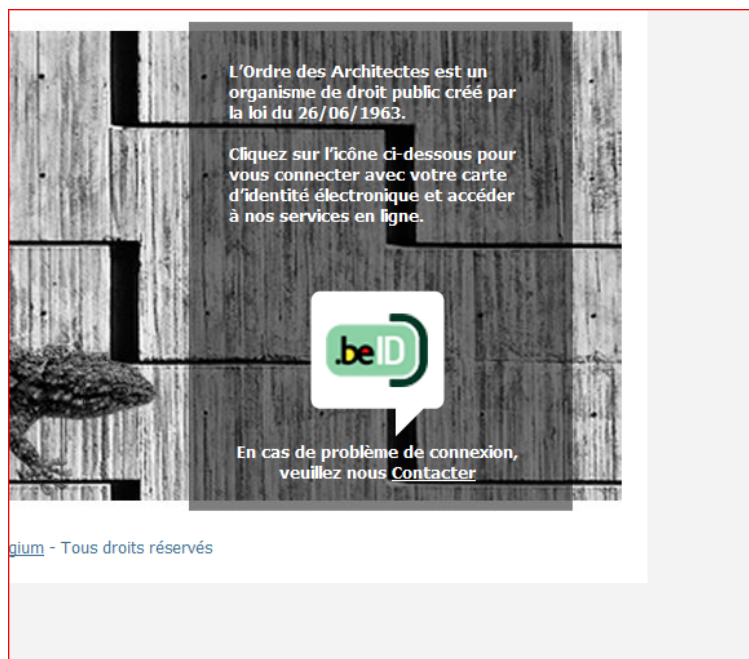 L'Ordre des Architectes est un
organisme de droit public créé par
la loi du 26/06/1963.
Cliquez sur l'icône ci-dessous pour
vous connecter avec votre carte
d'identité électronique et accéder
à nos services en ligne.
.beID
En cas de problème de connexion,
veuillez nous Contacter
gium - Tous droits réservés